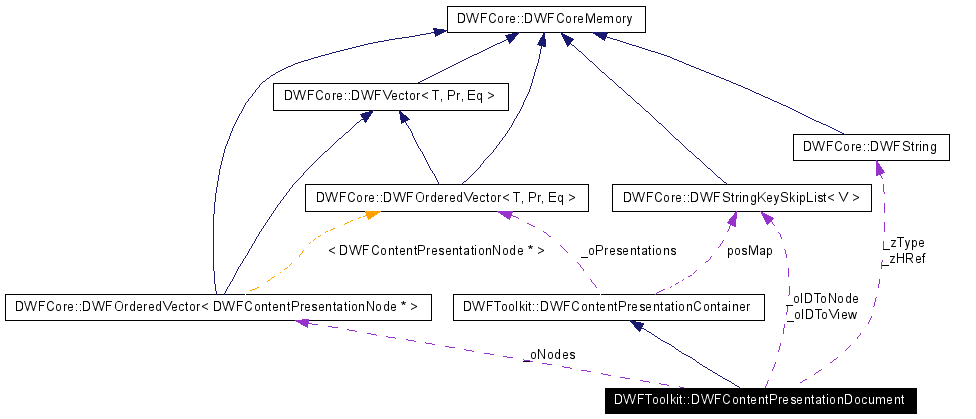 DWFCore::DWFCoreMemory
DWFCore::DWFVector< T, Pr, Eq >
DWFCore::DWFString
DWFCore::DWFOrderedVector< T, Pr, Eq >
DWFCore::DWFStringKeySkipList< V >
< DWFContentPresentationNode * >
_oPresentations
posMap
_zType
_zHRef
DWFCore::DWFOrderedVector< DWFContentPresentationNode * >
DWFToolkit::DWFContentPresentationContainer
_oIDToNode
_oIDToView
_oNodes
DWFToolkit::DWFContentPresentationDocument